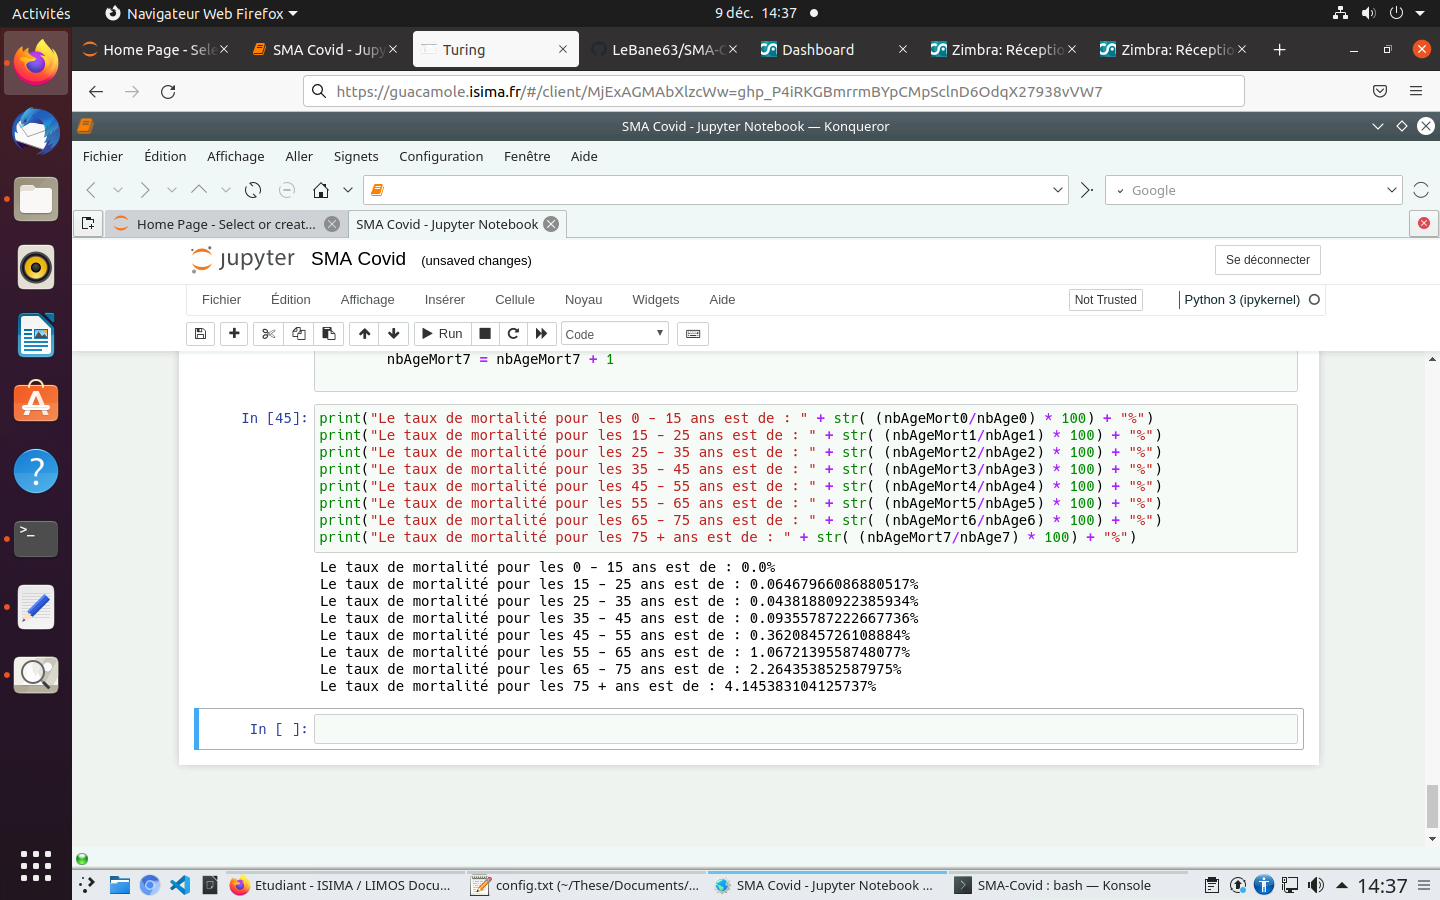 Activités
Navigateur Web Firefox
9 déc. 14:37
Home Page - Sele
SMA Covid - Jupy
Turing
LeBane63/SMA-C
Dashboard
Zimbra: Réceptio
Zimbra: Réceptio
https://guacamole.isima.fr/#/client/MjExAGMAbXlzcWw=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
SMA Covid - Jupyter Notebook — Konqueror
Fichier Édition Affichage Aller Signets Configuration Fenêtre Aide
Google
Home Page - Select or creat...
SMA Covid - Jupyter Notebook
jupyter SMA Covid (unsaved changes)
Se déconnecter
Fichier Édition Affichage Insérer Cellule Noyau Widgets Aide
Not Trusted
Python 3 (ipykernel)
Run
Code
nbAgeMort7 = nbAgeMort7 + 1
In [45]:
print("Le taux de mortalité pour les 0 - 15 ans est de : " + str( (nbAgeMort0/nbAge0) * 100) + "%")
print("Le taux de mortalité pour les 15 - 25 ans est de : " + str( (nbAgeMort1/nbAge1) * 100) + "%")
print("Le taux de mortalité pour les 25 - 35 ans est de : " + str( (nbAgeMort2/nbAge2) * 100) + "%")
print("Le taux de mortalité pour les 35 - 45 ans est de : " + str( (nbAgeMort3/nbAge3) * 100) + "%")
print("Le taux de mortalité pour les 45 - 55 ans est de : " + str( (nbAgeMort4/nbAge4) * 100) + "%")
print("Le taux de mortalité pour les 55 - 65 ans est de : " + str( (nbAgeMort5/nbAge5) * 100) + "%")
print("Le taux de mortalité pour les 65 - 75 ans est de : " + str( (nbAgeMort6/nbAge6) * 100) + "%")
print("Le taux de mortalité pour les 75 + ans est de : " + str( (nbAgeMort7/nbAge7) * 100) + "%")
Le taux de mortalité pour les 0 - 15 ans est de : 0.0%
Le taux de mortalité pour les 15 - 25 ans est de : 0.06467966086880517%
Le taux de mortalité pour les 25 - 35 ans est de : 0.04381880922385934%
Le taux de mortalité pour les 35 - 45 ans est de : 0.09355787222667736%
Le taux de mortalité pour les 45 - 55 ans est de : 0.3620845726108884%
Le taux de mortalité pour les 55 - 65 ans est de : 1.0672139558748077%
Le taux de mortalité pour les 65 - 75 ans est de : 2.264353852587975%
Le taux de mortalité pour les 75 + ans est de : 4.145383104125737%
In [ ]:
Etudiant - ISIMA / LIMOS Docu...
config.txt (~/These/Documents/...
SMA Covid - Jupyter Notebook ...
SMA-Covid : bash — Konsole
14:37